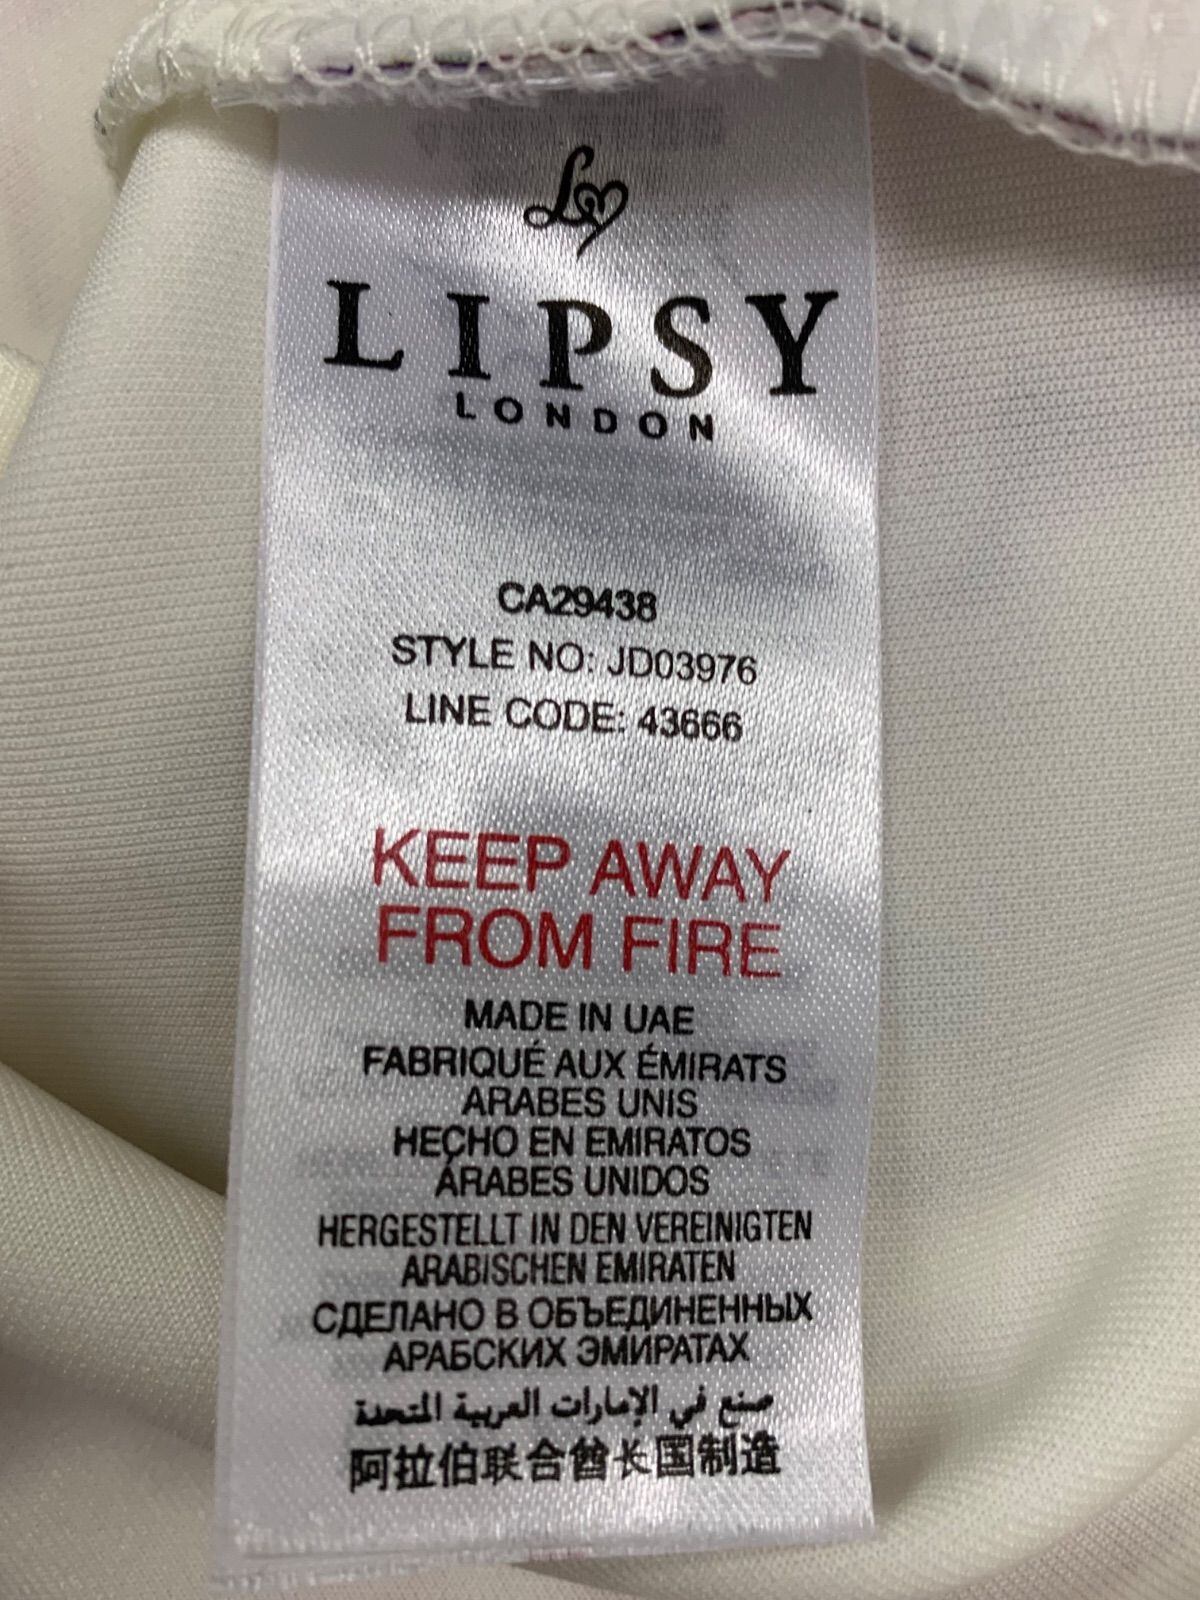 LIPSY
LONDON
CA29438
STYLE NO: JD03976
LINE CODE: 43666
KEEP AWAY
FROM FIRE
MADE IN UAE
FABRIQUÉ AUX ÉMIRATS
ARABES UNIS
HECHO EN EMIRATOS
ÁRABES UNIDOS
HERGESTELLT IN DEN VEREINIGTEN
ARABISCHEN EMIRATEN
СДЕЛАНО В ОБЪЕДИНЕННЫХ
АРАБСКИХ ЭМИРАТАХ
صنع في الإمارات العربية المتحدة
阿拉伯联合酋长国制造